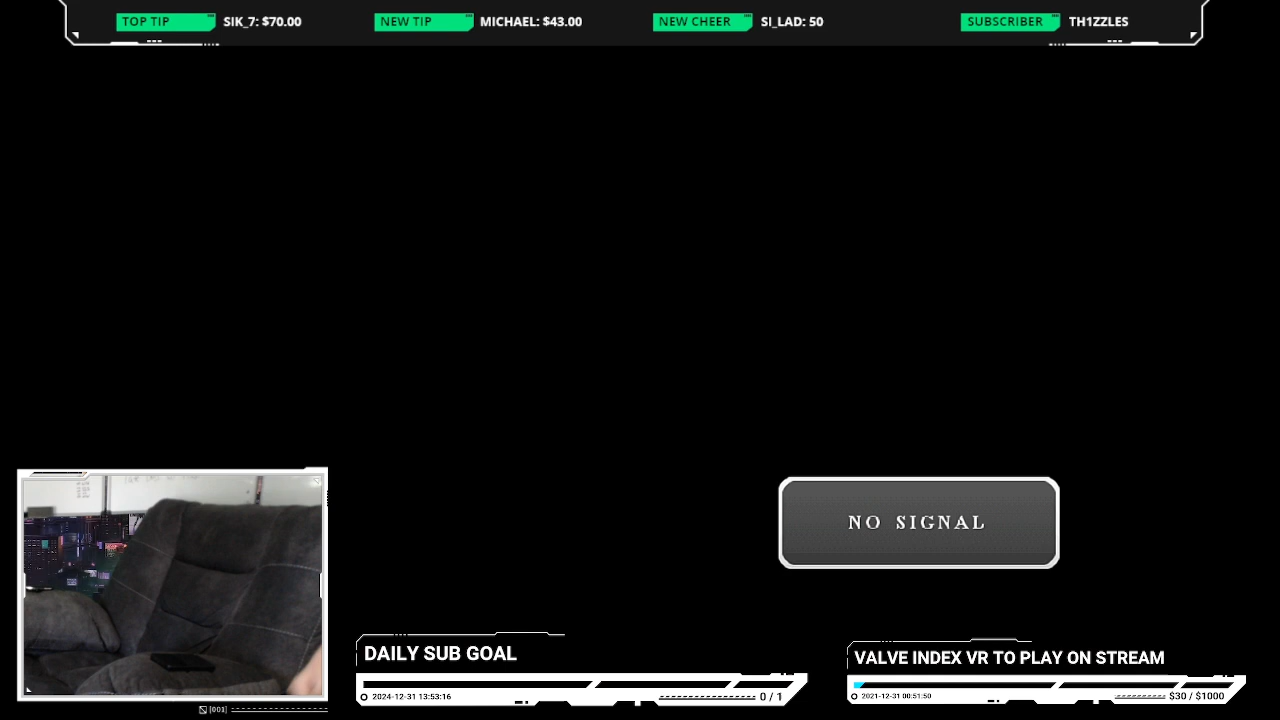 TOP TIP SIK_7: $70.00 NEW TIP MICHAEL: $43.00 NEW CHEER SI_LAD: 50 SUBSCRIBER TH1ZZLES
NO SIGNAL
DAILY SUB GOAL
2024-12-31 13:53:16 0 / 1
VALVE INDEX VR TO PLAY ON STREAM
2021-12-31 00:51:50 $30 / $1000
[001]